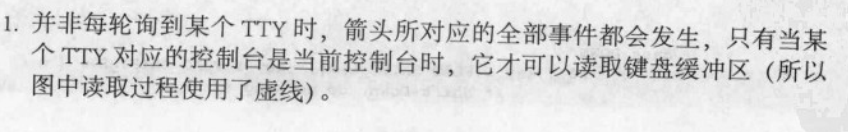 1. 并非每轮询到某个 TTY 时，箭头所对应的全部事件都会发生，只有当某
个 TTY 对应的控制台是当前控制台时，它才可以读取键盘缓冲区（所以
图中读取过程使用了虚线）。